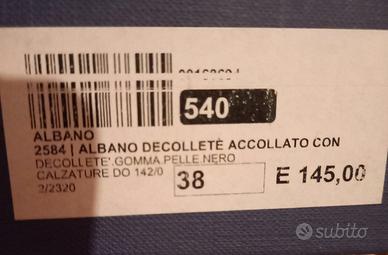 540
ALBANO
2584 | ALBANO DECOLLETÈ ACCOLLATO CON
DECOLLETE',GOMMA,PELLE,NERO
CALZATURE DO 142/0
38
E 145,00
2/2320
subito